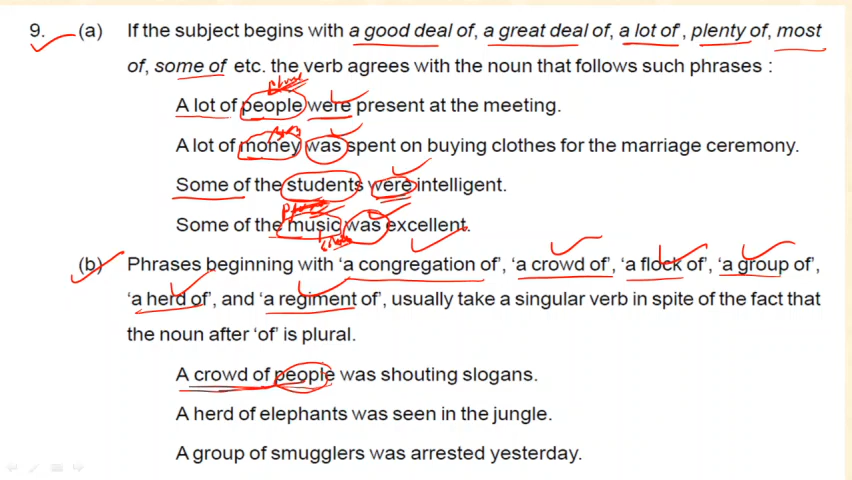 9. (a) If the subject begins with a good deal of, a great deal of, a lot of, plenty of, most
of, some of etc. the verb agrees with the noun that follows such phrases :
A lot of people were present at the meeting.
A lot of money was spent on buying clothes for the marriage ceremony.
Some of the students were intelligent.
Some of the music was excellent.
(b) Phrases beginning with ‘a congregation of’, ‘a crowd of’, ‘a flock of’, ‘a group of’,
‘a herd of’, and ‘a regiment of’, usually take a singular verb in spite of the fact that
the noun after ‘of’ is plural.
A crowd of people was shouting slogans.
A herd of elephants was seen in the jungle.
A group of smugglers was arrested yesterday.